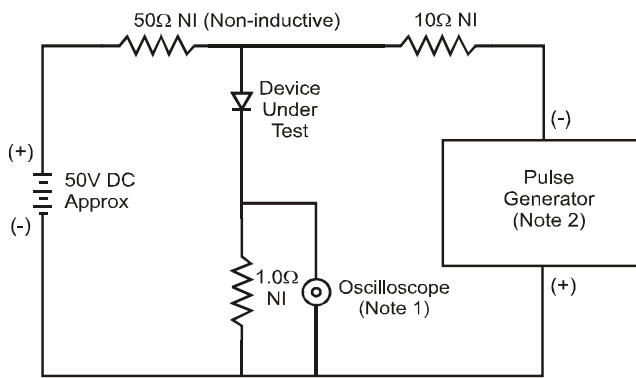 50Ω NI (Non-inductive)
10Ω NI
Device
Under
Test
(+)
50V DC
Approx
(-)
(-)
Pulse
Generator
(Note 2)
(+)
1.0Ω
NI
Oscilloscope
(Note 1)